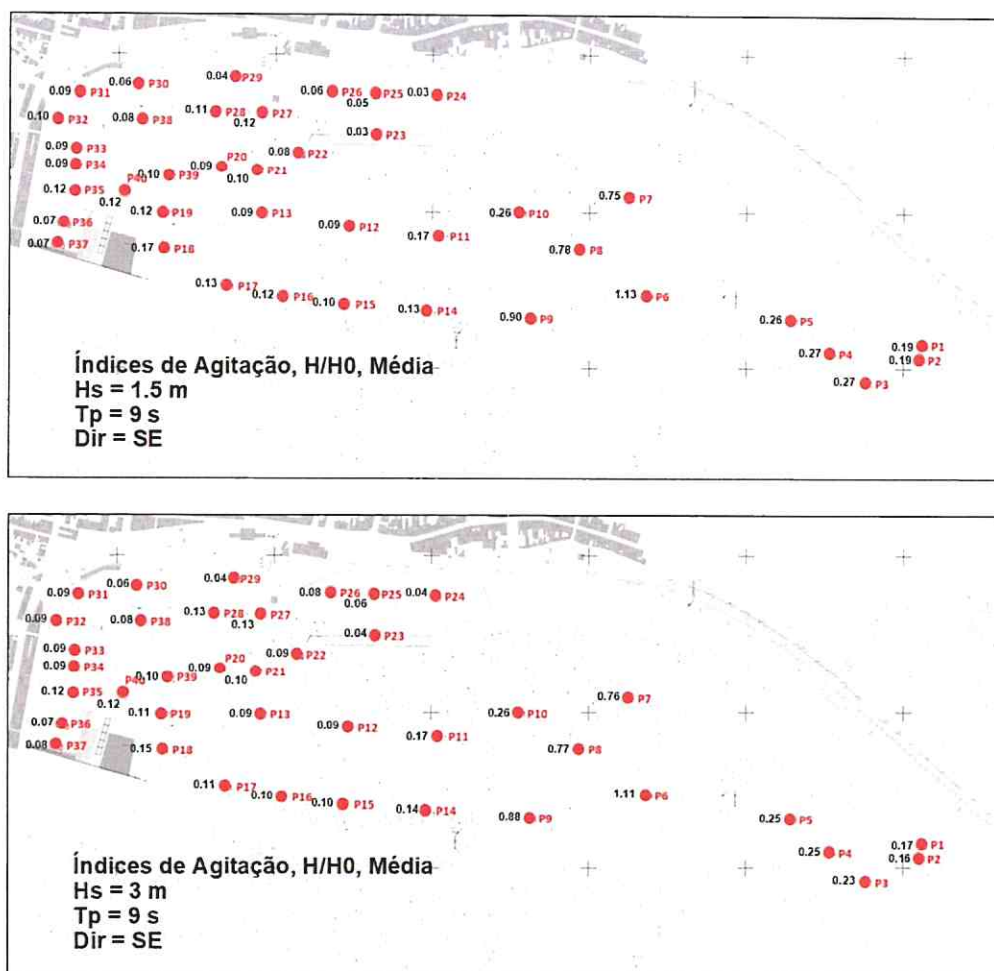 0.04 P29
0.06 P30
0.09 P31
0.06 P26
0.05 P25
0.03 P24
0.10 P32
0.08 P38
0.11 P28
0.12 P27
0.03 P23
0.09 P33
0.09 P34
0.08 P22
0.09 P20
0.10 P21
0.10 P39
0.12 P35
0.12 P40
0.75 P7
0.12 P19
0.09 P13
0.26 P10
0.07 P36
0.09 P12
0.17 P11
0.07 P37
0.17 P18
0.78 P8
0.13 P17
0.12 P16
0.10 P15
0.13 P14
1.13 P6
0.90 P9
0.26 P5
0.19 P1
0.27 P4
0.19 P2
0.27 P3
Índices de Agitação, H/H0, Média
Hs = 1.5 m
Tp = 9 s
Dir = SE
0.04 P29
0.06 P30
0.09 P31
0.08 P26
0.06 P25
0.04 P24
0.09 P32
0.08 P38
0.13 P28
0.13 P27
0.04 P23
0.09 P33
0.09 P34
0.09 P22
0.09 P20
0.10 P21
0.10 P39
0.12 P35
0.12 P40
0.76 P7
0.11 P19
0.09 P13
0.26 P10
0.07 P36
0.09 P12
0.17 P11
0.08 P37
0.15 P18
0.77 P8
0.11 P17
0.10 P16
0.10 P15
0.14 P14
1.11 P6
0.88 P9
0.25 P5
0.17 P1
0.25 P4
0.16 P2
0.23 P3
Índices de Agitação, H/H0, Média
Hs = 3 m
Tp = 9 s
Dir = SE